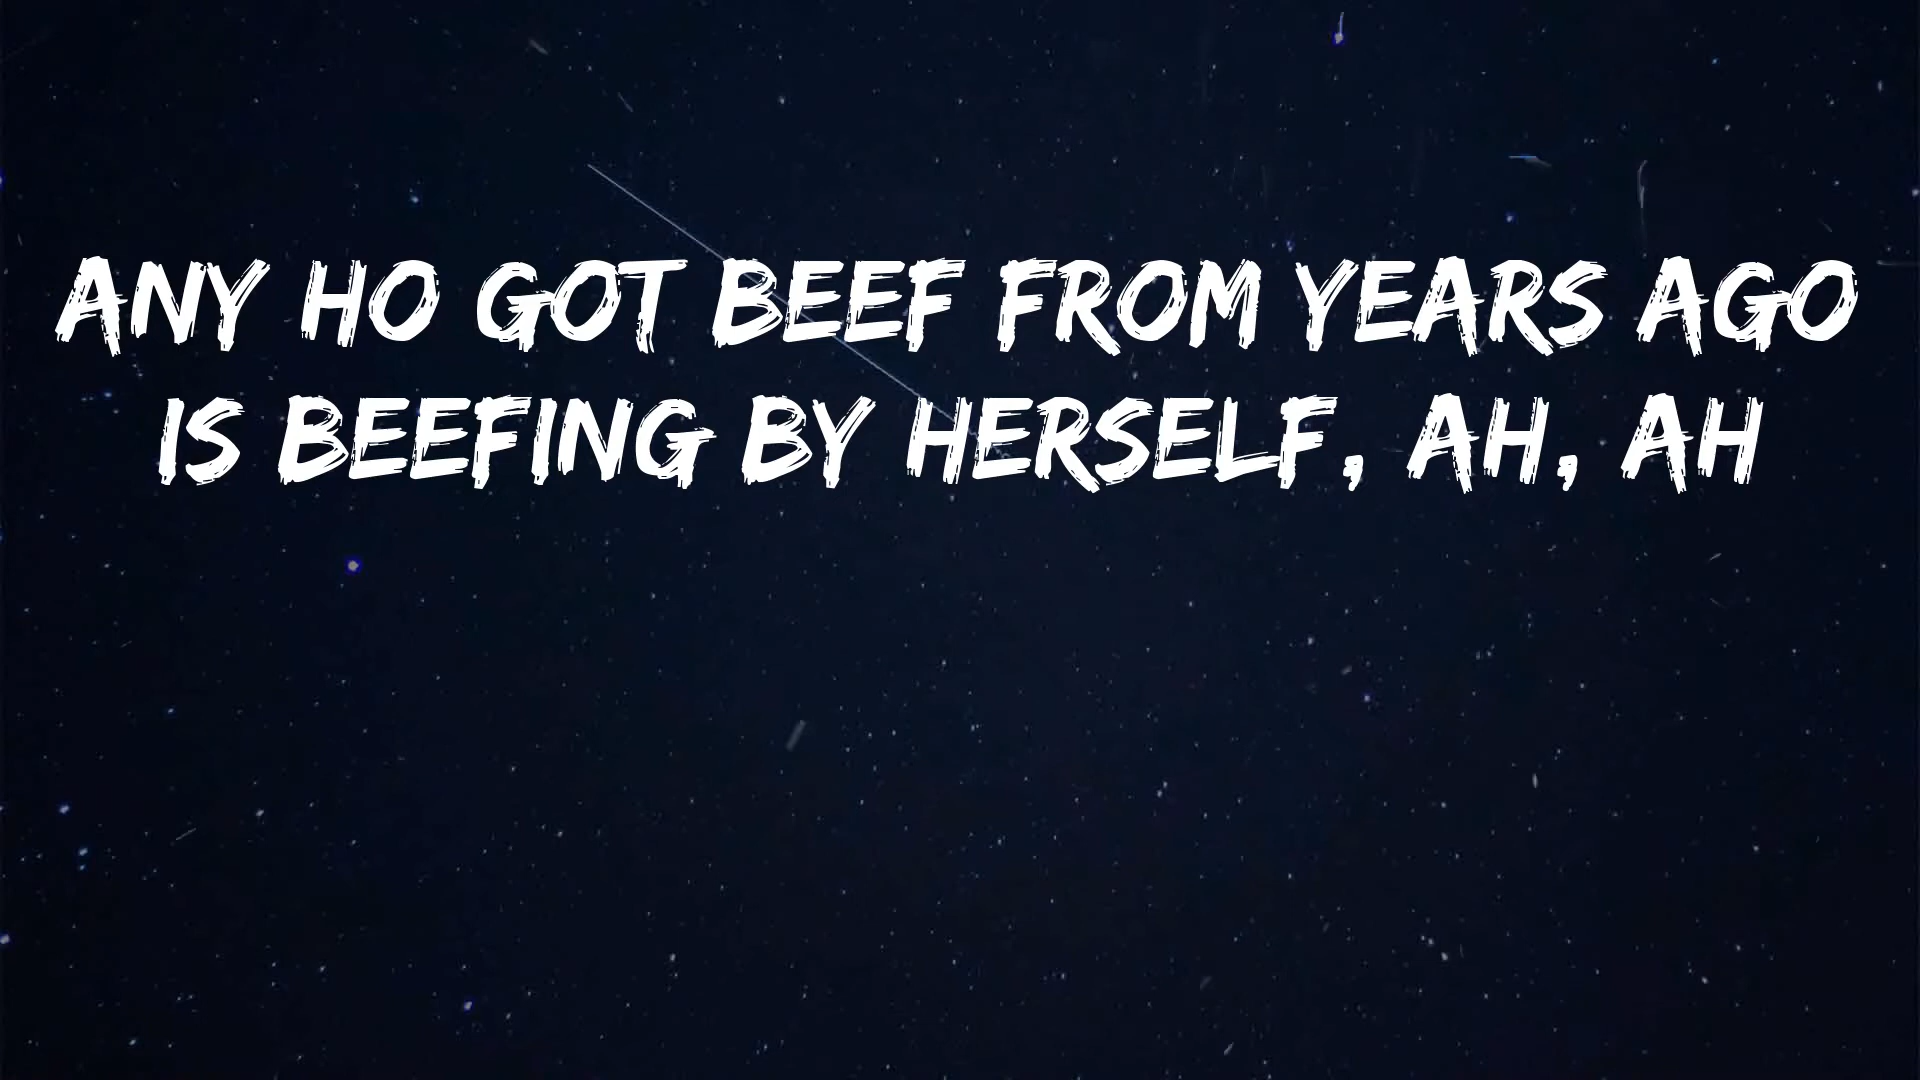 ANY HO GOT BEEF FROM YEARS AGO
IS BEEFING BY HERSELF, AH, AH